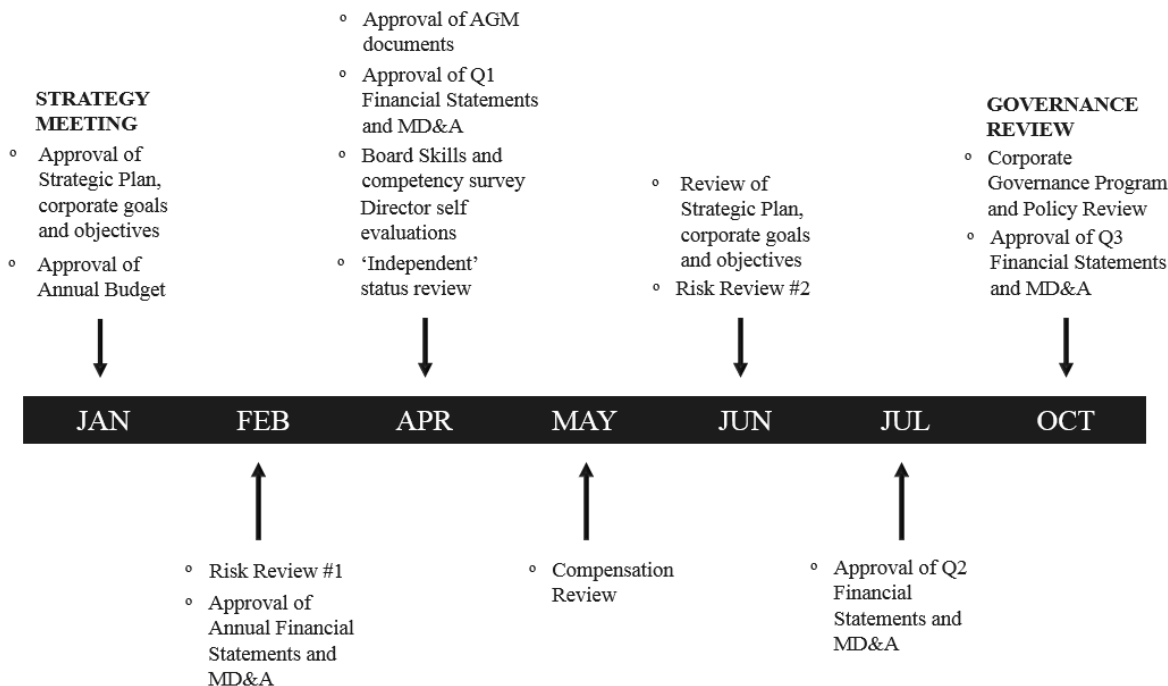 STRATEGY
MEETING
° Approval of
Strategic Plan,
corporate goals
and objectives
° Approval of
Annual Budget
° Approval of AGM
documents
° Approval of Q1
Financial Statements
and MD&A
° Board Skills and
competency survey
Director self
evaluations
° ‘Independent’
status review
° Review of
Strategic Plan,
corporate goals
and objectives
° Risk Review #2
GOVERNANCE
REVIEW
° Corporate
Governance Program
and Policy Review
° Approval of Q3
Financial Statements
and MD&A
JAN FEB APR MAY JUN JUL OCT
° Risk Review #1
° Approval of
Annual Financial
Statements and
MD&A
° Compensation
Review
° Approval of Q2
Financial
Statements and
MD&A